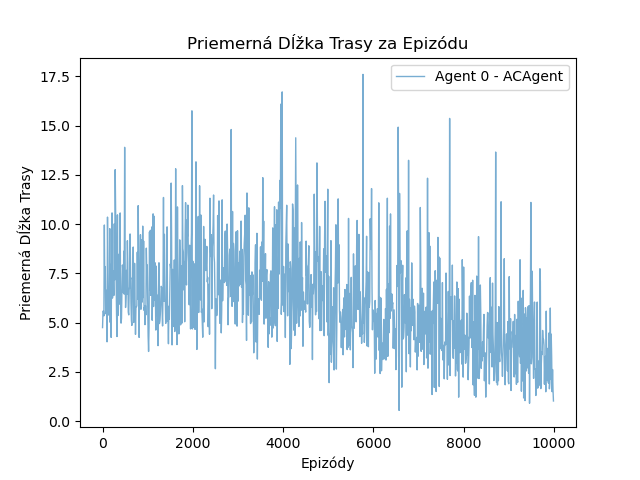 Priemerná Dĺžka Trasy za Epizódu
Agent 0 - ACAgent
Priemerná Dĺžka Trasy
17.5
15.0
12.5
10.0
7.5
5.0
2.5
0.0
0 2000 4000 6000 8000 10000
Epizódy